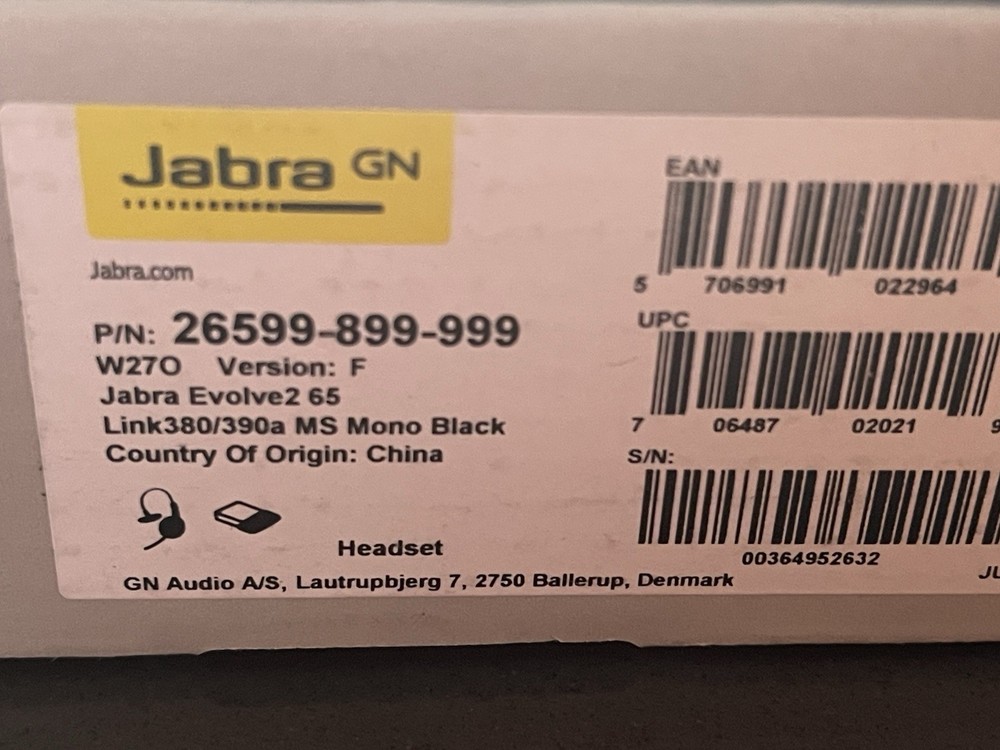 Jabra GN
Jabra.com
P/N: 26599-899-999
W27O Version: F
Jabra Evolve2 65
Link380/390a MS Mono Black
Country Of Origin: China
Headset
GN Audio A/S, Lautrupbjerg 7, 2750 Ballerup, Denmark
EAN
5 706991 022964
UPC
7 06487 02021 9
S/N:
00364952632
JU